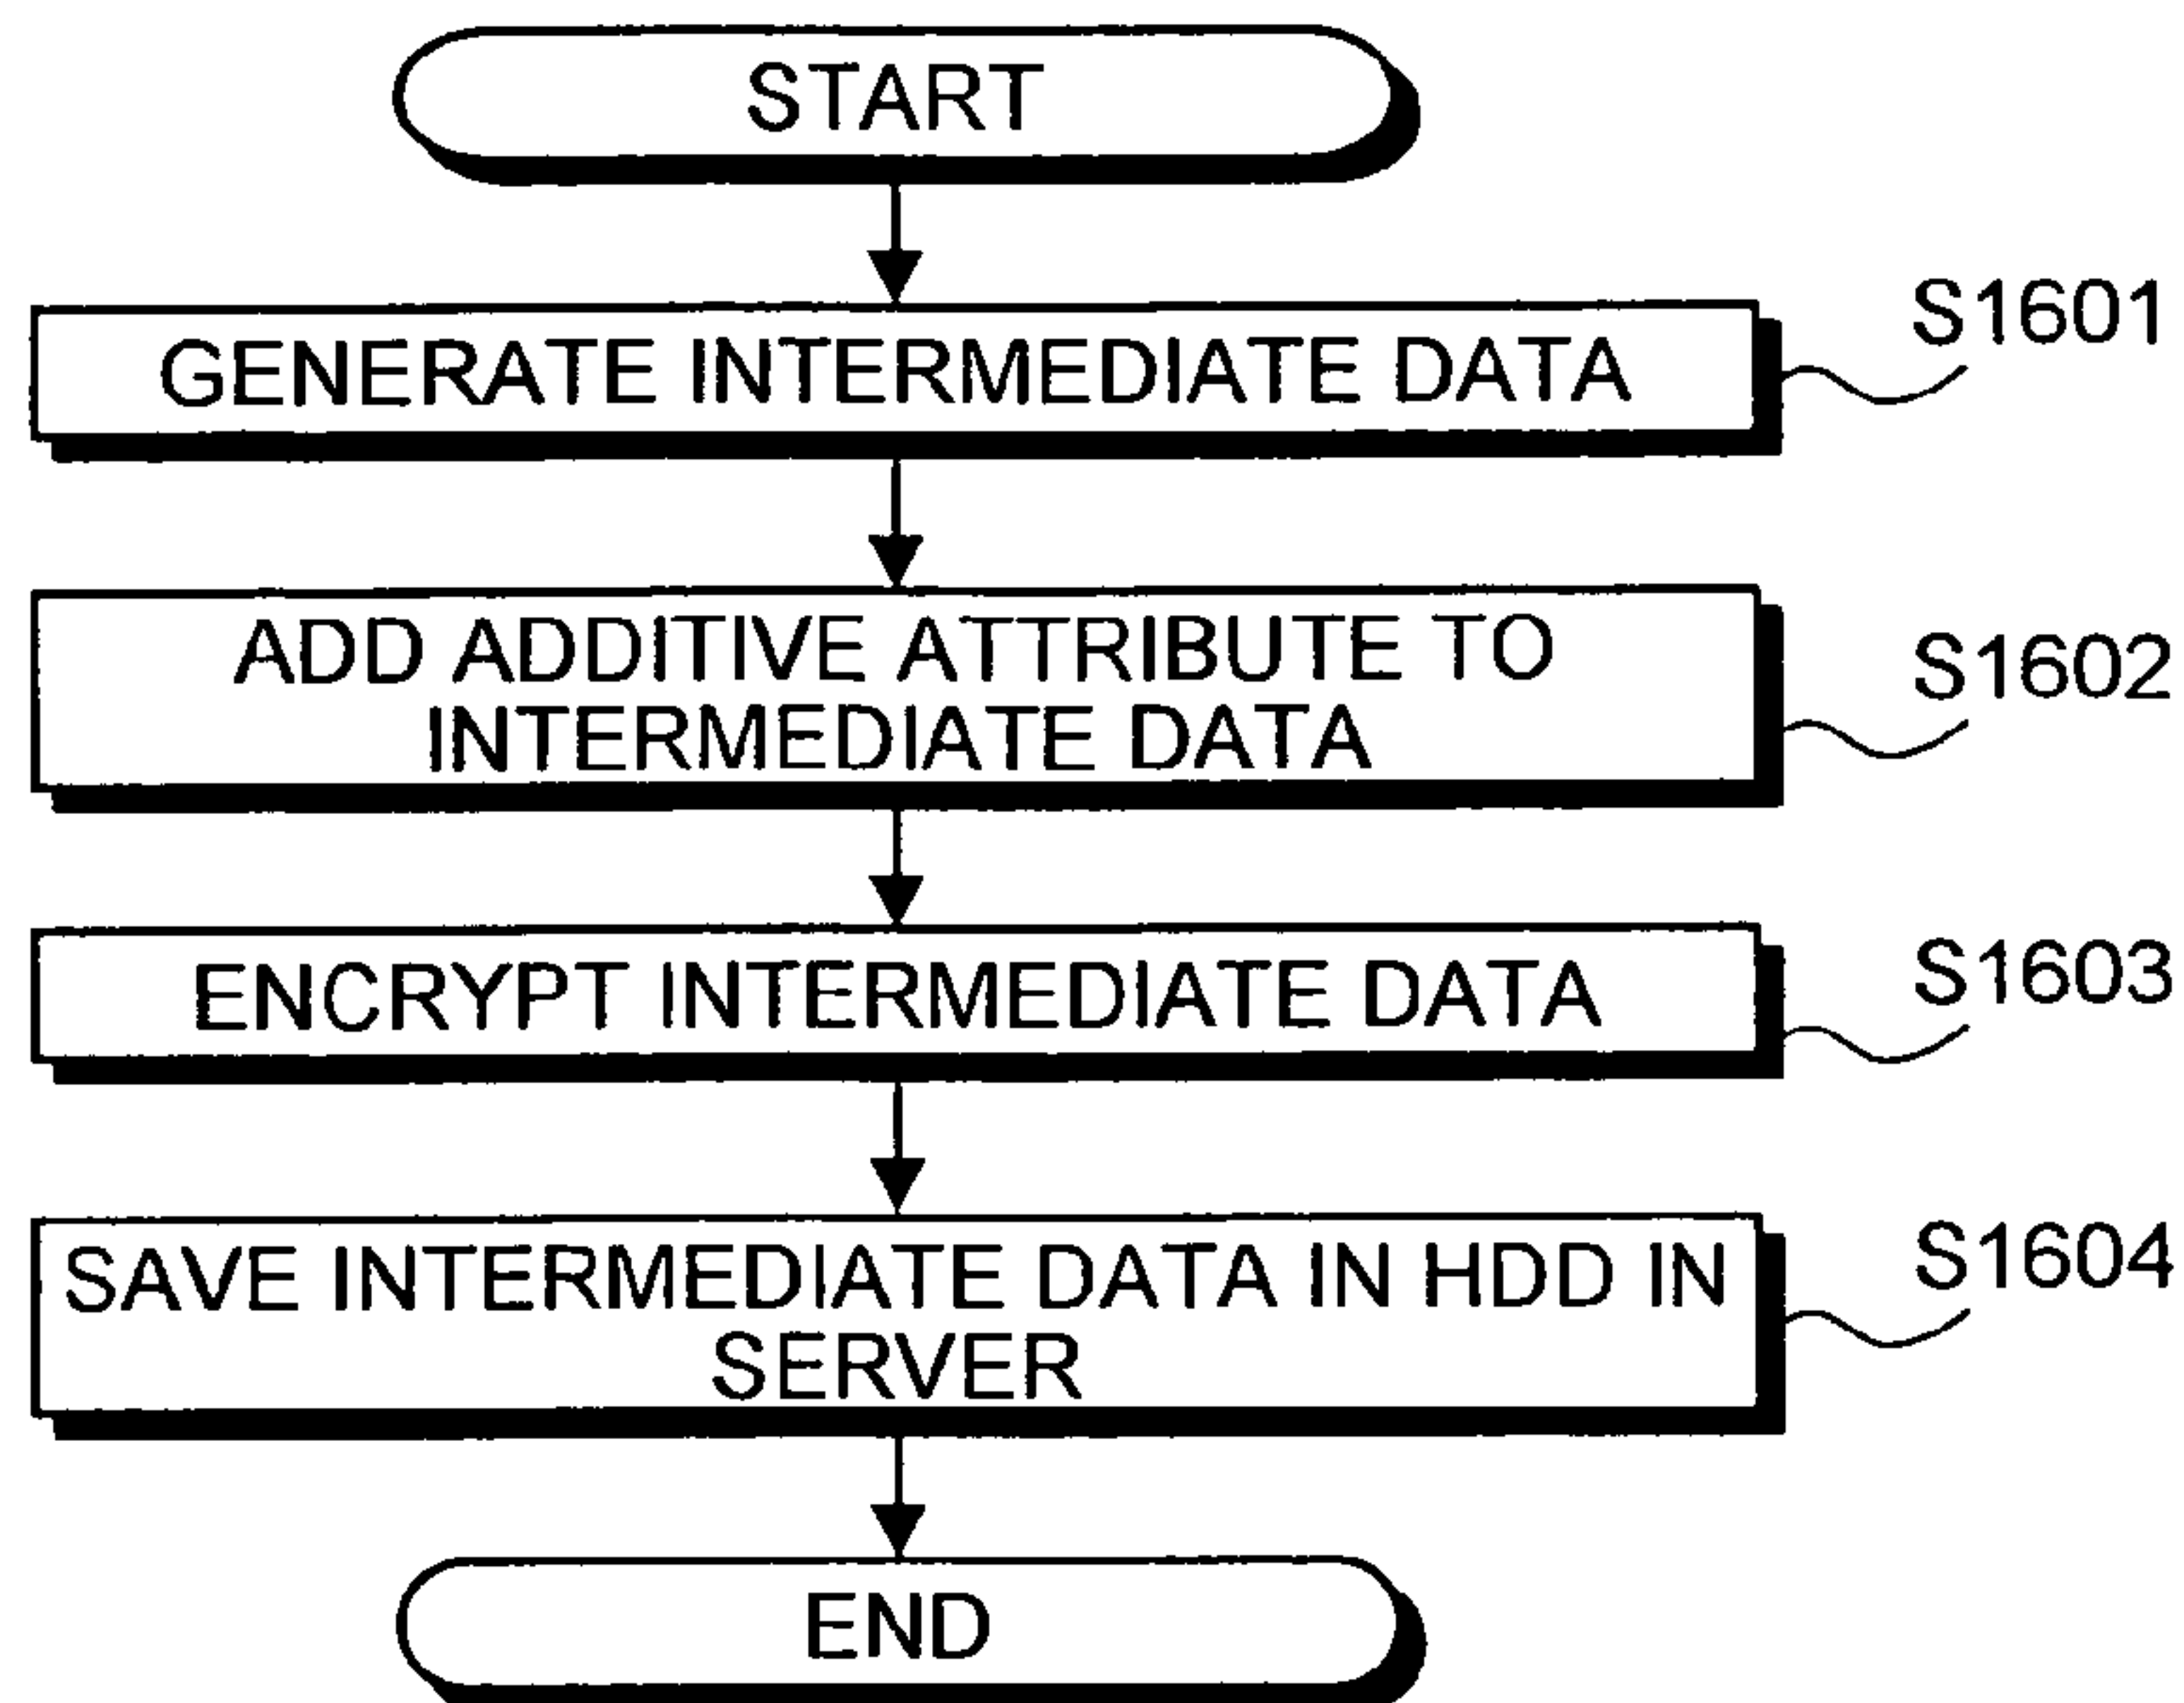 START
GENERATE INTERMEDIATE DATA
S1601
ADD ADDITIVE ATTRIBUTE TO
INTERMEDIATE DATA
S1602
ENCRYPT INTERMEDIATE DATA
S1603
SAVE INTERMEDIATE DATA IN HDD IN
SERVER
S1604
END